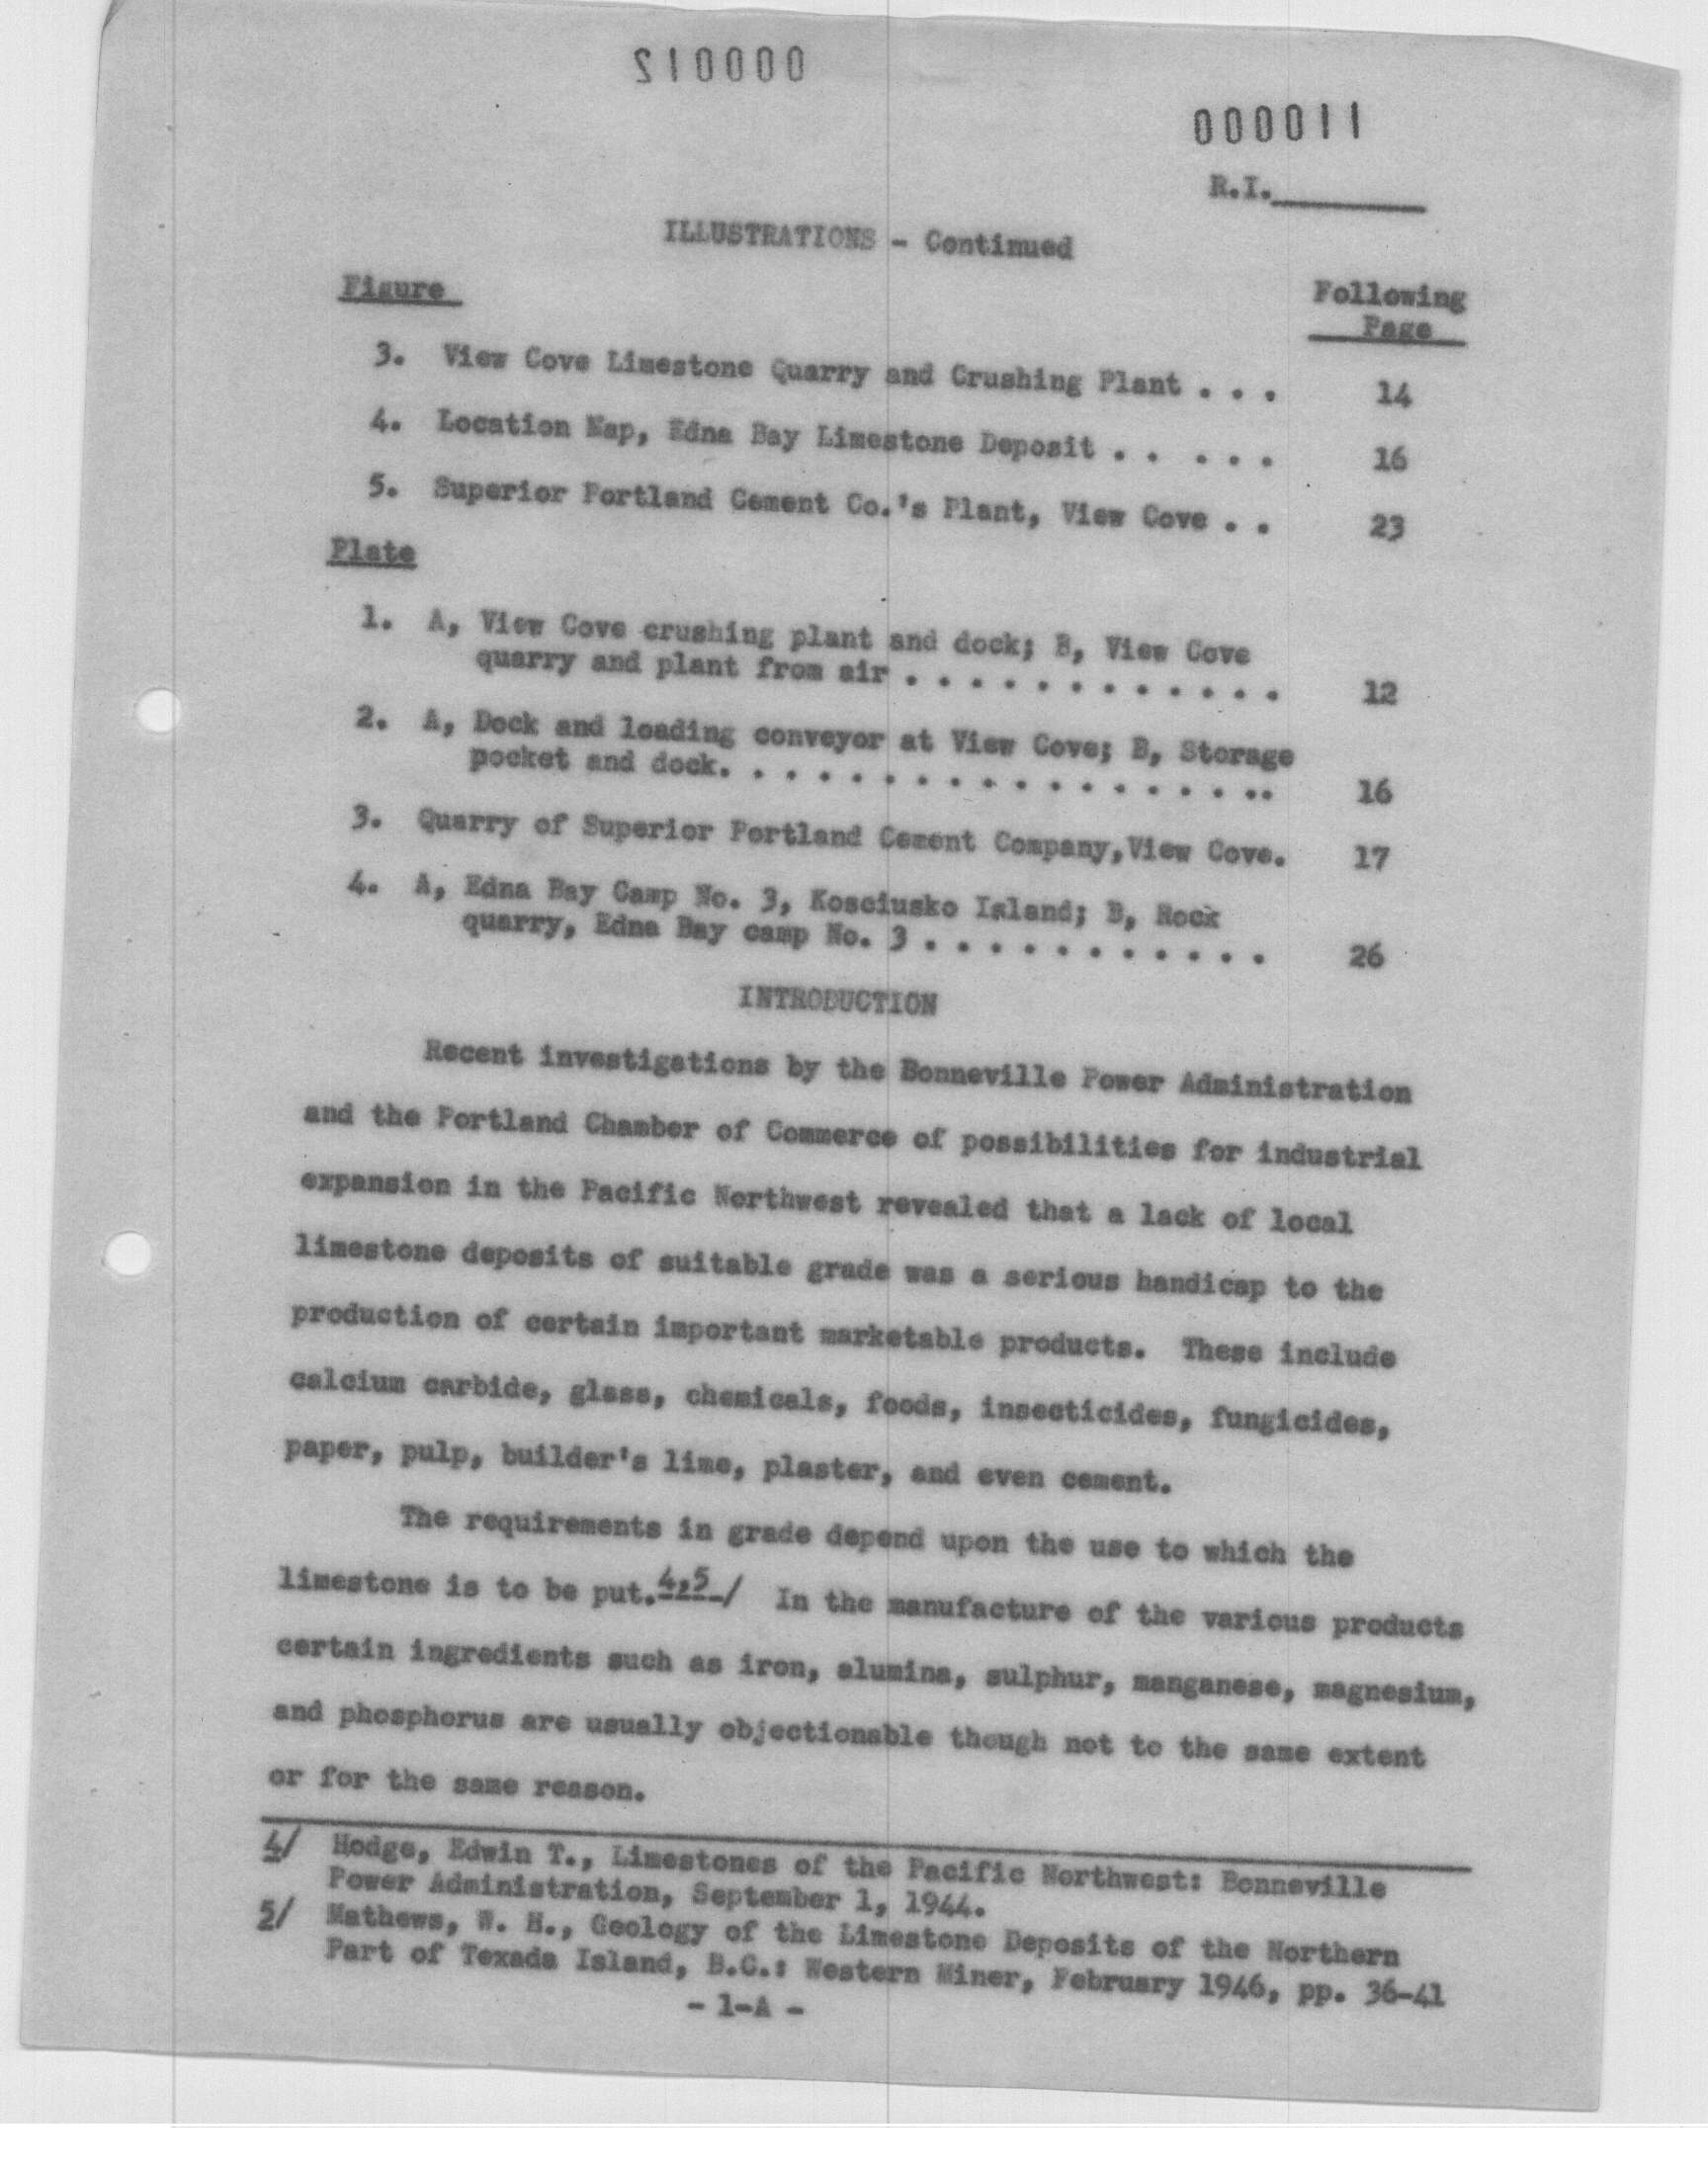 000012
000011
R.I.
ILLUSTRATIONS - Continued
Figure
Following
Page
3. View Cove Limestone Quarry and Crushing Plant . . . 14
4. Location Map, Edna Bay Limestone Deposit . . . . . 16
5. Superior Portland Cement Co.'s Plant, View Cove . . 23
Plate
1. A, View Cove crushing plant and dock; B, View Cove
quarry and plant from air . . . . . . . . . . . . 12
2. A, Dock and loading conveyor at View Cove; B, Storage
pocket and dock. . . . . . . . . . . . . . . . . .. 16
3. Quarry of Superior Portland Cement Company,View Cove. 17
4. A, Edna Bay Camp No. 3, Kosciusko Island; B, Rock
quarry, Edna Bay camp No. 3 . . . . . . . . . . . 26
INTRODUCTION
Recent investigations by the Bonneville Power Administration
and the Portland Chamber of Commerce of possibilities for industrial
expansion in the Pacific Northwest revealed that a lack of local
limestone deposits of suitable grade was a serious handicap to the
production of certain important marketable products. These include
calcium carbide, glass, chemicals, foods, insecticides, fungicides,
paper, pulp, builder's lime, plaster, and even cement.
The requirements in grade depend upon the use to which the
limestone is to be put.4,5/ In the manufacture of the various products
certain ingredients such as iron, alumina, sulphur, manganese, magnesium,
and phosphorus are usually objectionable though not to the same extent
or for the same reason.
4/ Hodge, Edwin T., Limestones of the Pacific Northwest: Bonneville
Power Administration, September 1, 1944.
5/ Mathews, W. H., Geology of the Limestone Deposits of the Northern
Part of Texada Island, B.C.: Western Miner, February 1946, pp. 36-41
- 1-A -